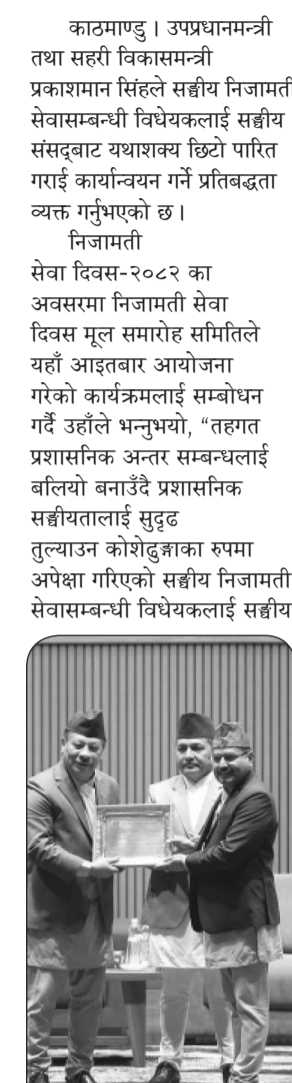 काठमाण्डु । उपप्रधानमन्त्री
तथा सहरी विकासमन्त्री
प्रकाशमान सिंहले सङ्घीय निजामती
सेवासम्बन्धी विधेयकलाई सङ्घीय
संसद्‌बाट यथाशक्य छिटो पारित
गराई कार्यान्वयन गर्ने प्रतिबद्धता
व्यक्त गर्नुभएको छ ।
निजामती
सेवा दिवस-२०८२ का
अवसरमा निजामती सेवा
दिवस मूल समारोह समितिले
यहाँ आइतबार आयोजना
गरेको कार्यक्रमलाई सम्बोधन
गर्दै उहाँले भन्नुभयो, “तहगत
प्रशासनिक अन्तर सम्बन्धलाई
बलियो बनाउँदै प्रशासनिक
सङ्घीयतालाई सुदृढ
तुल्याउन कोशेढुङ्गाका रुपमा
अपेक्षा गरिएको सङ्घीय निजामती
सेवासम्बन्धी विधेयकलाई सङ्घीय